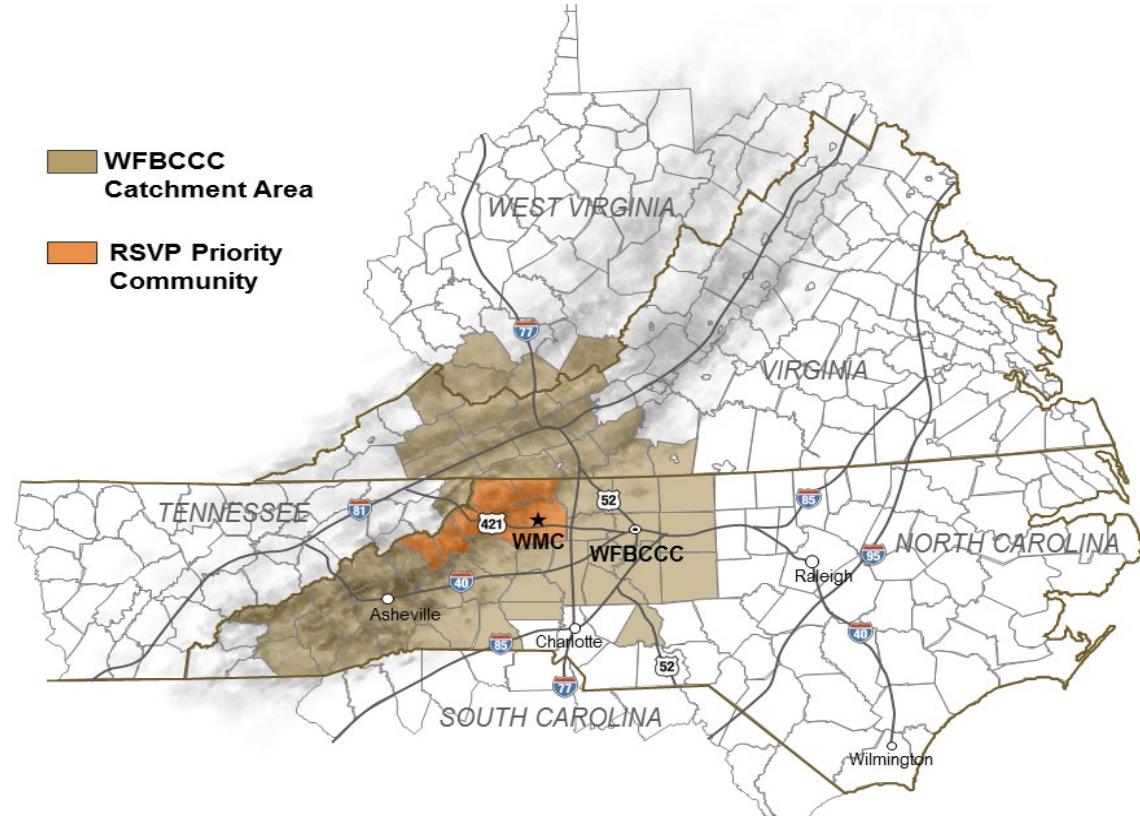 WFBCCC
Catchment Area
RSVP Priority
Community
WEST VIRGINIA
77
VIRGINIA
TENNESSEE
81
421
WMC
52
WFBCCC
85
95
NORTH CAROLINA
Raleigh
40
Asheville
Charlotte
85
40
52
77
SOUTH CAROLINA
Wilmington